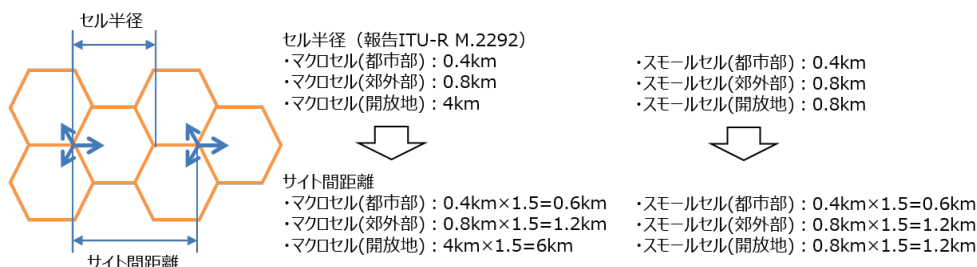 セル半径
セル半径（報告ITU-R M.2292）
・マクロセル(都市部)：0.4km
・マクロセル(郊外部)：0.8km
・マクロセル(開放地)：4km
・スモールセル(都市部)：0.4km
・スモールセル(郊外部)：0.8km
・スモールセル(開放地)：0.8km
サイト間距離
・マクロセル(都市部)：0.4km×1.5=0.6km
・マクロセル(郊外部)：0.8km×1.5=1.2km
・マクロセル(開放地)：4km×1.5=6km
・スモールセル(都市部)：0.4km×1.5=0.6km
・スモールセル(郊外部)：0.8km×1.5=1.2km
・スモールセル(開放地)：0.8km×1.5=1.2km
サイト間距離